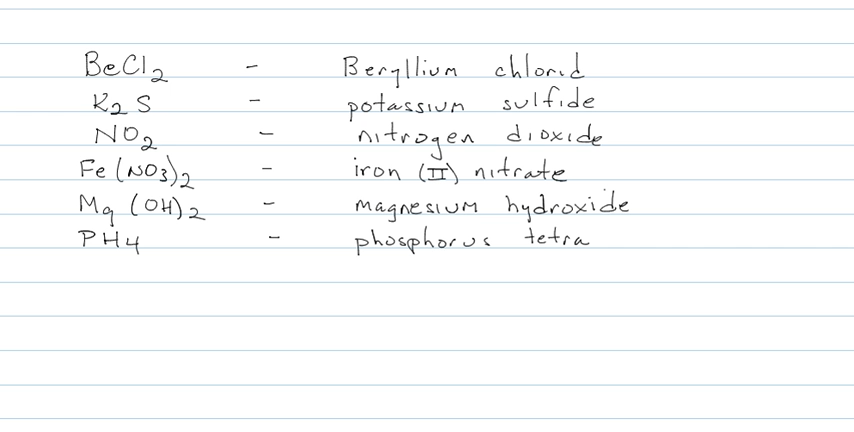 BeCl2 - Beryllium chlorid
K2S - potassium sulfide
NO2 - nitrogen dioxide
Fe(NO3)2 - iron (II) nitrate
Mg(OH)2 - magnesium hydroxide
PH4 - phosphorus tetra